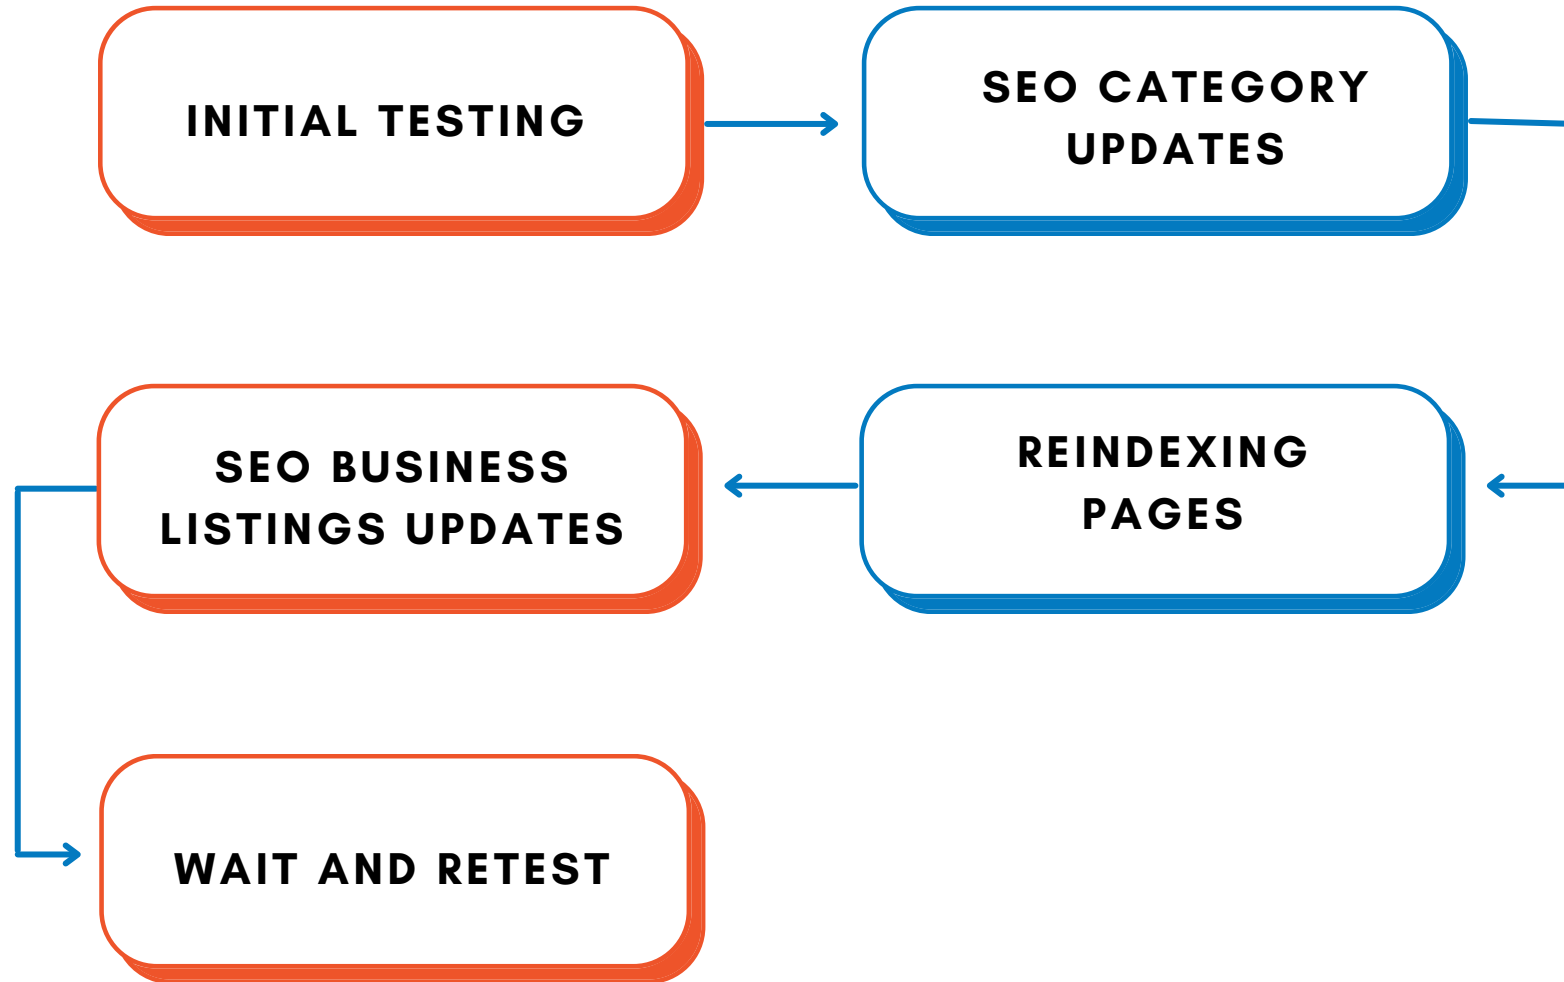 INITIAL TESTING
SEO CATEGORY
UPDATES
REINDEXING
PAGES
SEO BUSINESS
LISTINGS UPDATES
WAIT AND RETEST